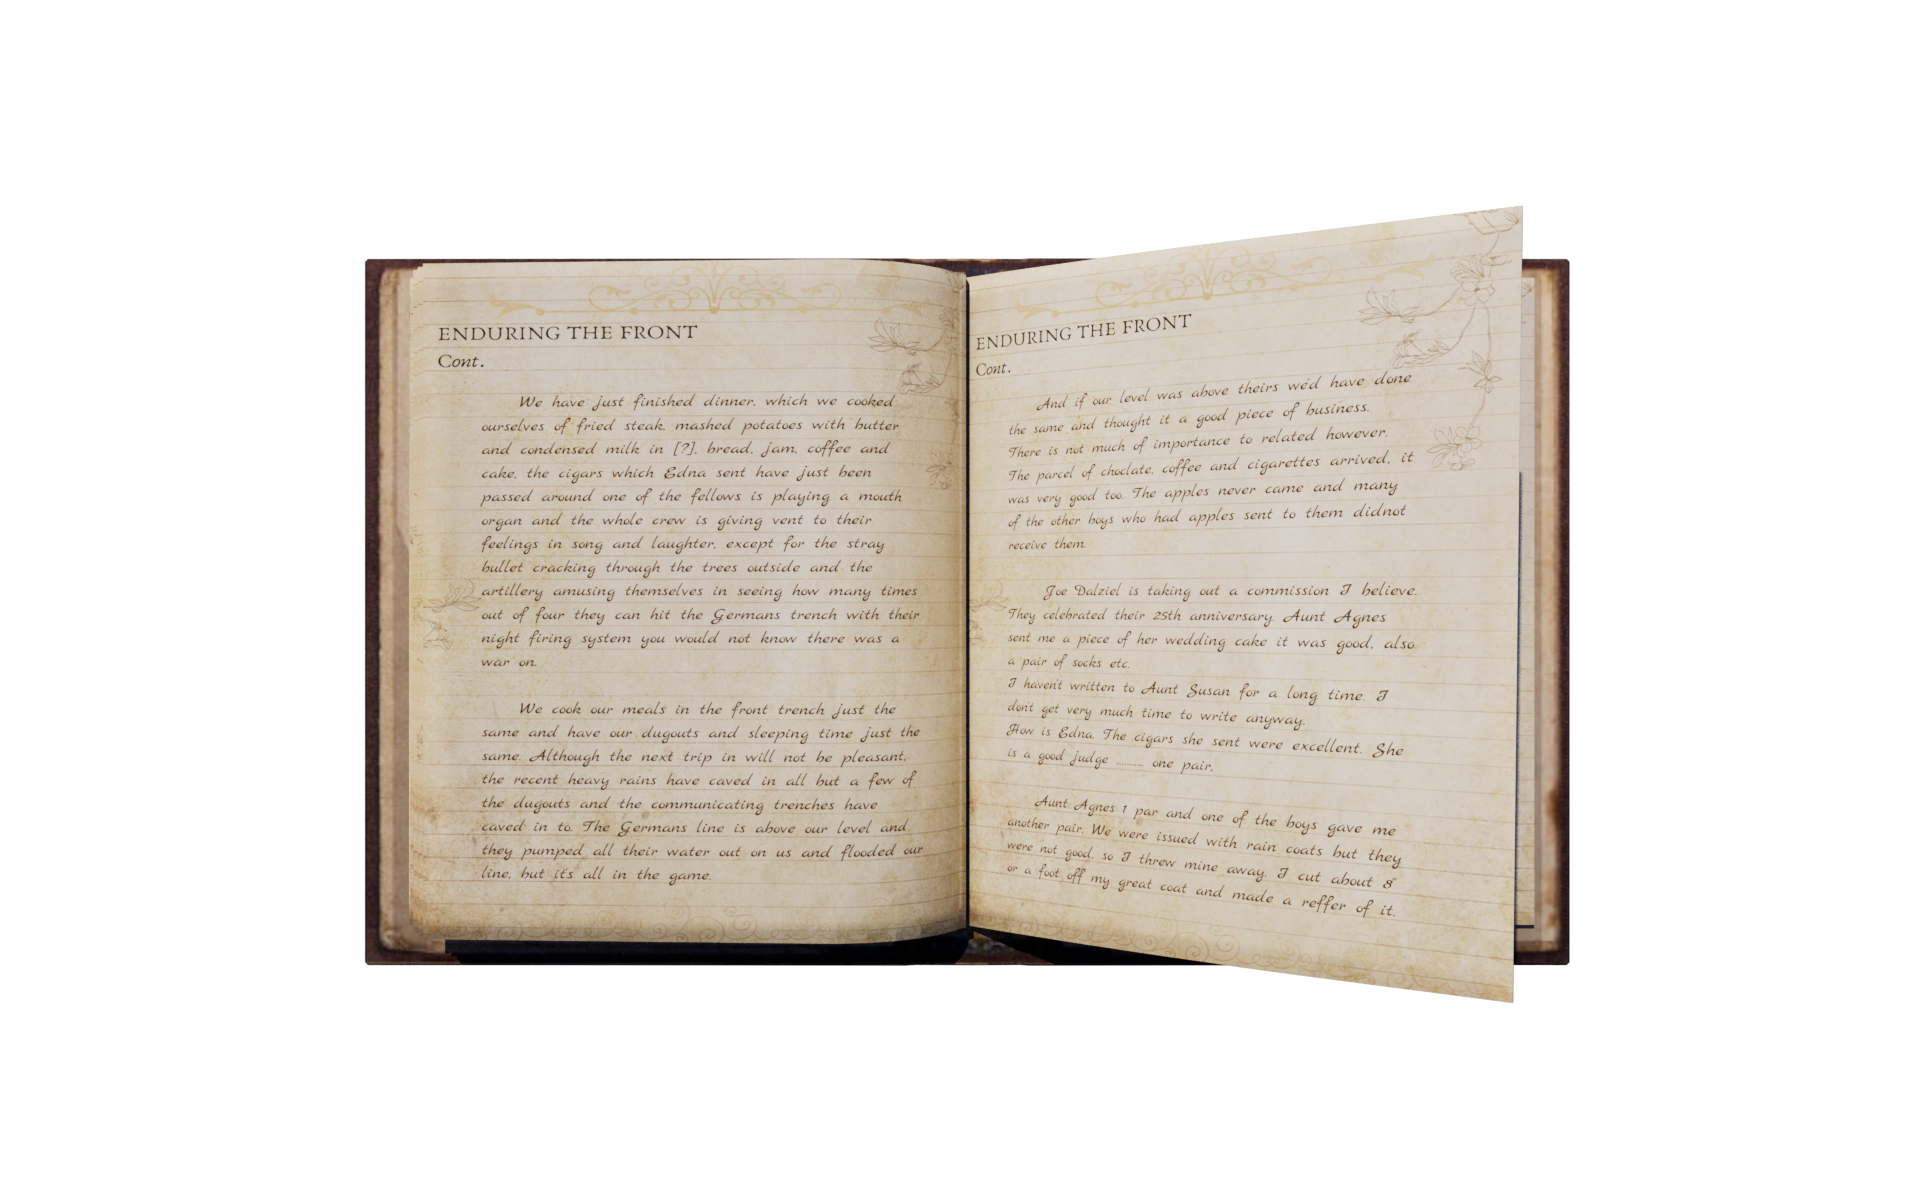 ENDURING THE FRONT
Cont.
We have just finished dinner, which we cooked
ourselves of fried steak, mashed potatoes with butter
and condensed milk in [?], bread, jam, coffee and
cake, the cigars which Edna sent have just been
passed around one of the fellows is playing a mouth
organ and the whole crew is giving vent to their
feelings in song and laughter, except for the stray
bullet cracking through the trees outside and the
artillery amusing themselves in seeing how many times
out of four they can hit the Germans trench with their
night firing system you would not know there was a
war on.
We cook our meals in the front trench just the
same and have our dugouts and sleeping time just the
same. Although the next trip in will not be pleasant,
the recent heavy rains have caved in all but a few of
the dugouts and the communicating trenches have
caved in to. The Germans line is above our level and
they pumped all their water out on us and flooded our
line, but it's all in the game.
ENDURING THE FRONT
Cont.
And if our level was above theirs we'd have done
the same and thought it a good piece of business.
There is not much of importance to related however.
The parcel of choclate, coffee and cigarettes arrived, it
was very good too. The apples never came and many
of the other boys who had apples sent to them didnot
receive them.
Joe Dalziel is taking out a commission I believe.
They celebrated their 25th anniversary. Aunt Agnes
sent me a piece of her wedding cake it was good, also
a pair of socks etc.
I haven't written to Aunt Susan for a long time. I
don't get very much time to write anyway.
How is Edna. The cigars she sent were excellent. She
is a good judge .......... one pair,
Aunt Agnes 1 par and one of the boys gave me
another pair. We were issued with rain coats but they
were not good, so I threw mine away. I cut about 8"
or a foot off my great coat and made a reffer of it.